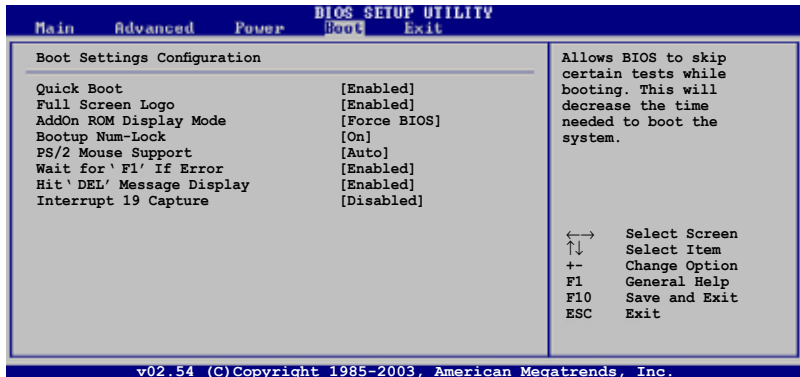 BIOS SETUP UTILITY
Main Advanced Power Boot Exit
Boot Settings Configuration
Quick Boot [Enabled]
Full Screen Logo [Enabled]
AddOn ROM Display Mode [Force BIOS]
Bootup Num-Lock [On]
PS/2 Mouse Support [Auto]
Wait for ‘F1’ If Error [Enabled]
Hit ‘DEL’ Message Display [Enabled]
Interrupt 19 Capture [Disabled]
Allows BIOS to skip
certain tests while
booting. This will
decrease the time
needed to boot the
system.
←→ Select Screen
↑↓ Select Item
+- Change Option
F1 General Help
F10 Save and Exit
ESC Exit
v02.54 (C)Copyright 1985-2003, American Megatrends, Inc.